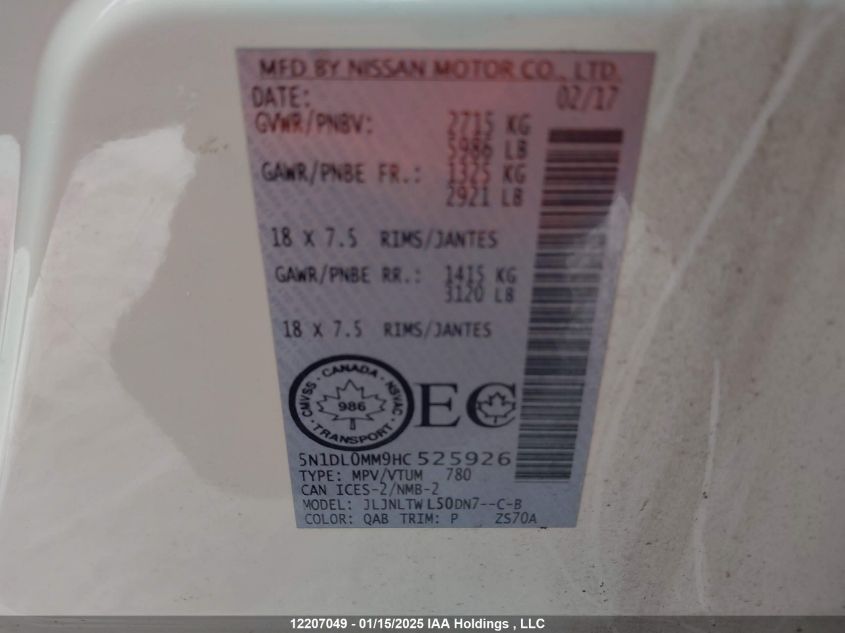 MFD BY NISSAN MOTOR CO., LTD.
DATE: 02/17
GVWR/PNBV: 2715 KG
5986 LB
GAWR/PNBE FR.: 1325 KG
2921 LB
18 X 7.5 RIMS/JANTES
GAWR/PNBE RR.: 1415 KG
3120 LB
18 X 7.5 RIMS/JANTES
CMVSS · CANADA · NSVAC
986
· TRANSPORT ·
EC
5N1DL0MM9HC525926
TYPE: MPV/VTUM 780
CAN ICES-2/NMB-2
MODEL: JLJNLTWL50DN7--C-B
COLOR: QAB TRIM: P ZS70A
12207049 - 01/15/2025 IAA Holdings , LLC